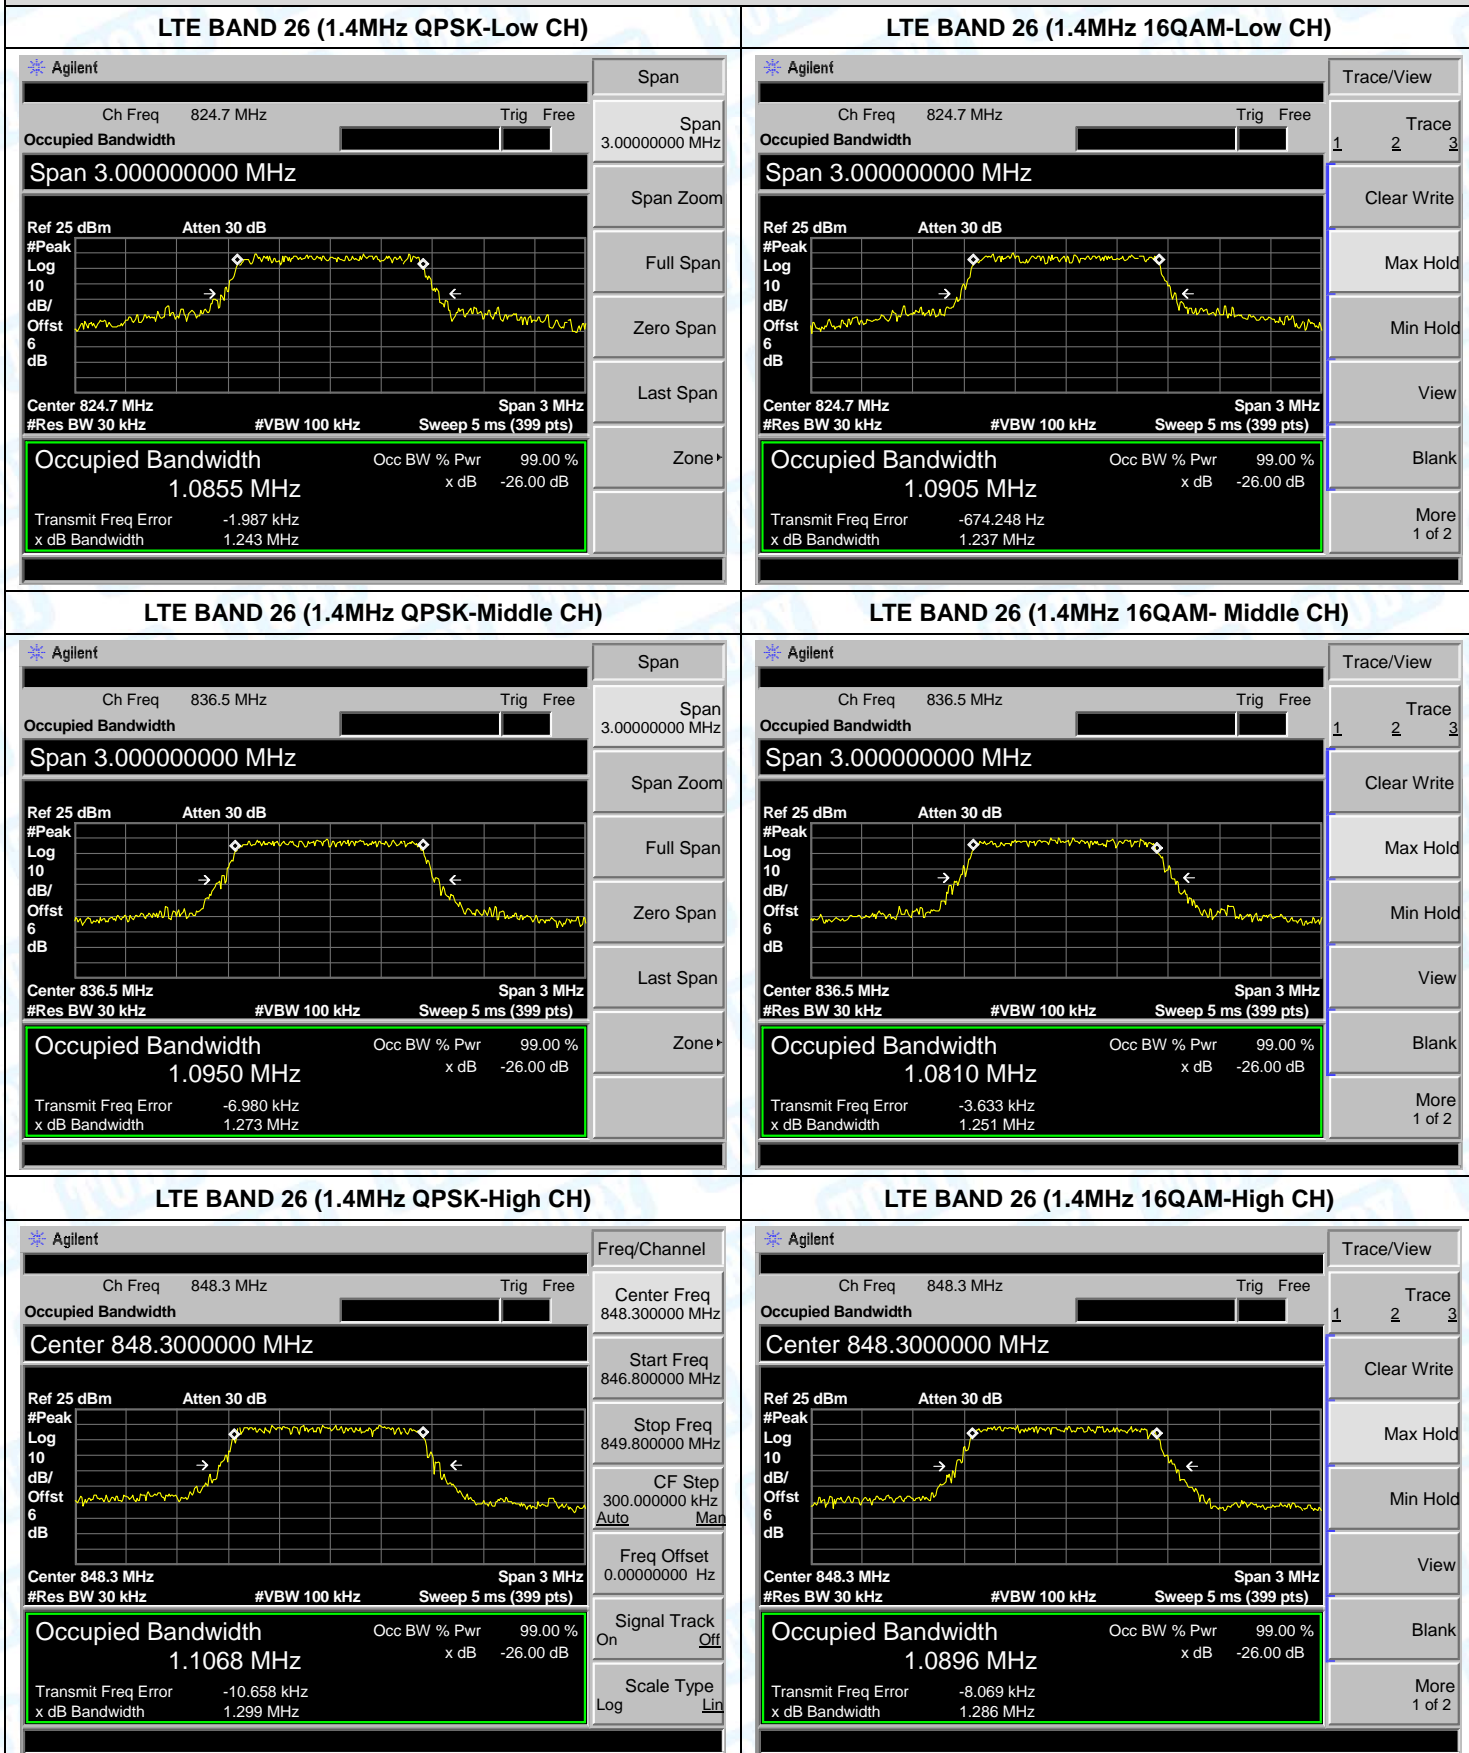 LTE BAND 26 (1.4MHz QPSK-Low CH)
Agilent
Span
Ch Freq 824.7 MHz Trig Free
Occupied Bandwidth
Span 3.000000000 MHz
Ref 25 dBm Atten 30 dB
#Peak
Log
10
dB/
Offst
6
dB
Center 824.7 MHz Span 3 MHz
#Res BW 30 kHz #VBW 100 kHz Sweep 5 ms (399 pts)
Occupied Bandwidth Occ BW % Pwr 99.00 %
1.0855 MHz x dB -26.00 dB
Transmit Freq Error -1.987 kHz
x dB Bandwidth 1.243 MHz
Span
3.00000000 MHz
Span Zoom
Full Span
Zero Span
Last Span
Zone
LTE BAND 26 (1.4MHz 16QAM-Low CH)
Agilent
Trace/View
Ch Freq 824.7 MHz Trig Free
Occupied Bandwidth
Span 3.000000000 MHz
Ref 25 dBm Atten 30 dB
#Peak
Log
10
dB/
Offst
6
dB
Center 824.7 MHz Span 3 MHz
#Res BW 30 kHz #VBW 100 kHz Sweep 5 ms (399 pts)
Occupied Bandwidth Occ BW % Pwr 99.00 %
1.0905 MHz x dB -26.00 dB
Transmit Freq Error -674.248 Hz
x dB Bandwidth 1.237 MHz
Trace
1 2 3
Clear Write
Max Hold
Min Hold
View
Blank
More
1 of 2
LTE BAND 26 (1.4MHz QPSK-Middle CH)
Agilent
Span
Ch Freq 836.5 MHz Trig Free
Occupied Bandwidth
Span 3.000000000 MHz
Ref 25 dBm Atten 30 dB
#Peak
Log
10
dB/
Offst
6
dB
Center 836.5 MHz Span 3 MHz
#Res BW 30 kHz #VBW 100 kHz Sweep 5 ms (399 pts)
Occupied Bandwidth Occ BW % Pwr 99.00 %
1.0950 MHz x dB -26.00 dB
Transmit Freq Error -6.980 kHz
x dB Bandwidth 1.273 MHz
Span
3.00000000 MHz
Span Zoom
Full Span
Zero Span
Last Span
Zone
LTE BAND 26 (1.4MHz 16QAM- Middle CH)
Agilent
Trace/View
Ch Freq 836.5 MHz Trig Free
Occupied Bandwidth
Span 3.000000000 MHz
Ref 25 dBm Atten 30 dB
#Peak
Log
10
dB/
Offst
6
dB
Center 836.5 MHz Span 3 MHz
#Res BW 30 kHz #VBW 100 kHz Sweep 5 ms (399 pts)
Occupied Bandwidth Occ BW % Pwr 99.00 %
1.0810 MHz x dB -26.00 dB
Transmit Freq Error -3.633 kHz
x dB Bandwidth 1.251 MHz
Trace
1 2 3
Clear Write
Max Hold
Min Hold
View
Blank
More
1 of 2
LTE BAND 26 (1.4MHz QPSK-High CH)
Agilent
Freq/Channel
Ch Freq 848.3 MHz Trig Free
Occupied Bandwidth
Center 848.3000000 MHz
Ref 25 dBm Atten 30 dB
#Peak
Log
10
dB/
Offst
6
dB
Center 848.3 MHz Span 3 MHz
#Res BW 30 kHz #VBW 100 kHz Sweep 5 ms (399 pts)
Occupied Bandwidth Occ BW % Pwr 99.00 %
1.1068 MHz x dB -26.00 dB
Transmit Freq Error -10.658 kHz
x dB Bandwidth 1.299 MHz
Center Freq
848.300000 MHz
Start Freq
846.800000 MHz
Stop Freq
849.800000 MHz
CF Step
300.000000 kHz
Auto Man
Freq Offset
0.00000000 Hz
Signal Track
On Off
Scale Type
Log Lin
LTE BAND 26 (1.4MHz 16QAM-High CH)
Agilent
Trace/View
Ch Freq 848.3 MHz Trig Free
Occupied Bandwidth
Center 848.3000000 MHz
Ref 25 dBm Atten 30 dB
#Peak
Log
10
dB/
Offst
6
dB
Center 848.3 MHz Span 3 MHz
#Res BW 30 kHz #VBW 100 kHz Sweep 5 ms (399 pts)
Occupied Bandwidth Occ BW % Pwr 99.00 %
1.0896 MHz x dB -26.00 dB
Transmit Freq Error -8.069 kHz
x dB Bandwidth 1.286 MHz
Trace
1 2 3
Clear Write
Max Hold
Min Hold
View
Blank
More
1 of 2